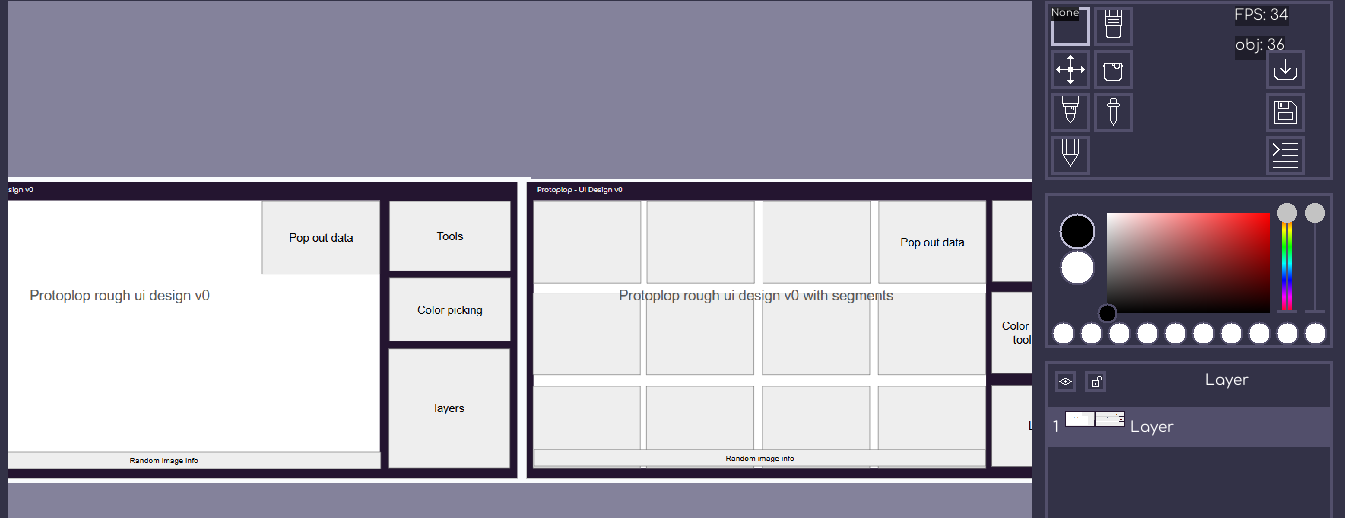 None
FPS: 34
obj: 36
sign v0
Pop out data
Tools
Protoplop rough ui design v0
Color picking
layers
Random image info
Protoplop - UI Design v0
Pop out data
Protoplop rough ui design v0 with segments
Color
tool
L
Random image info
Layer
1 Layer